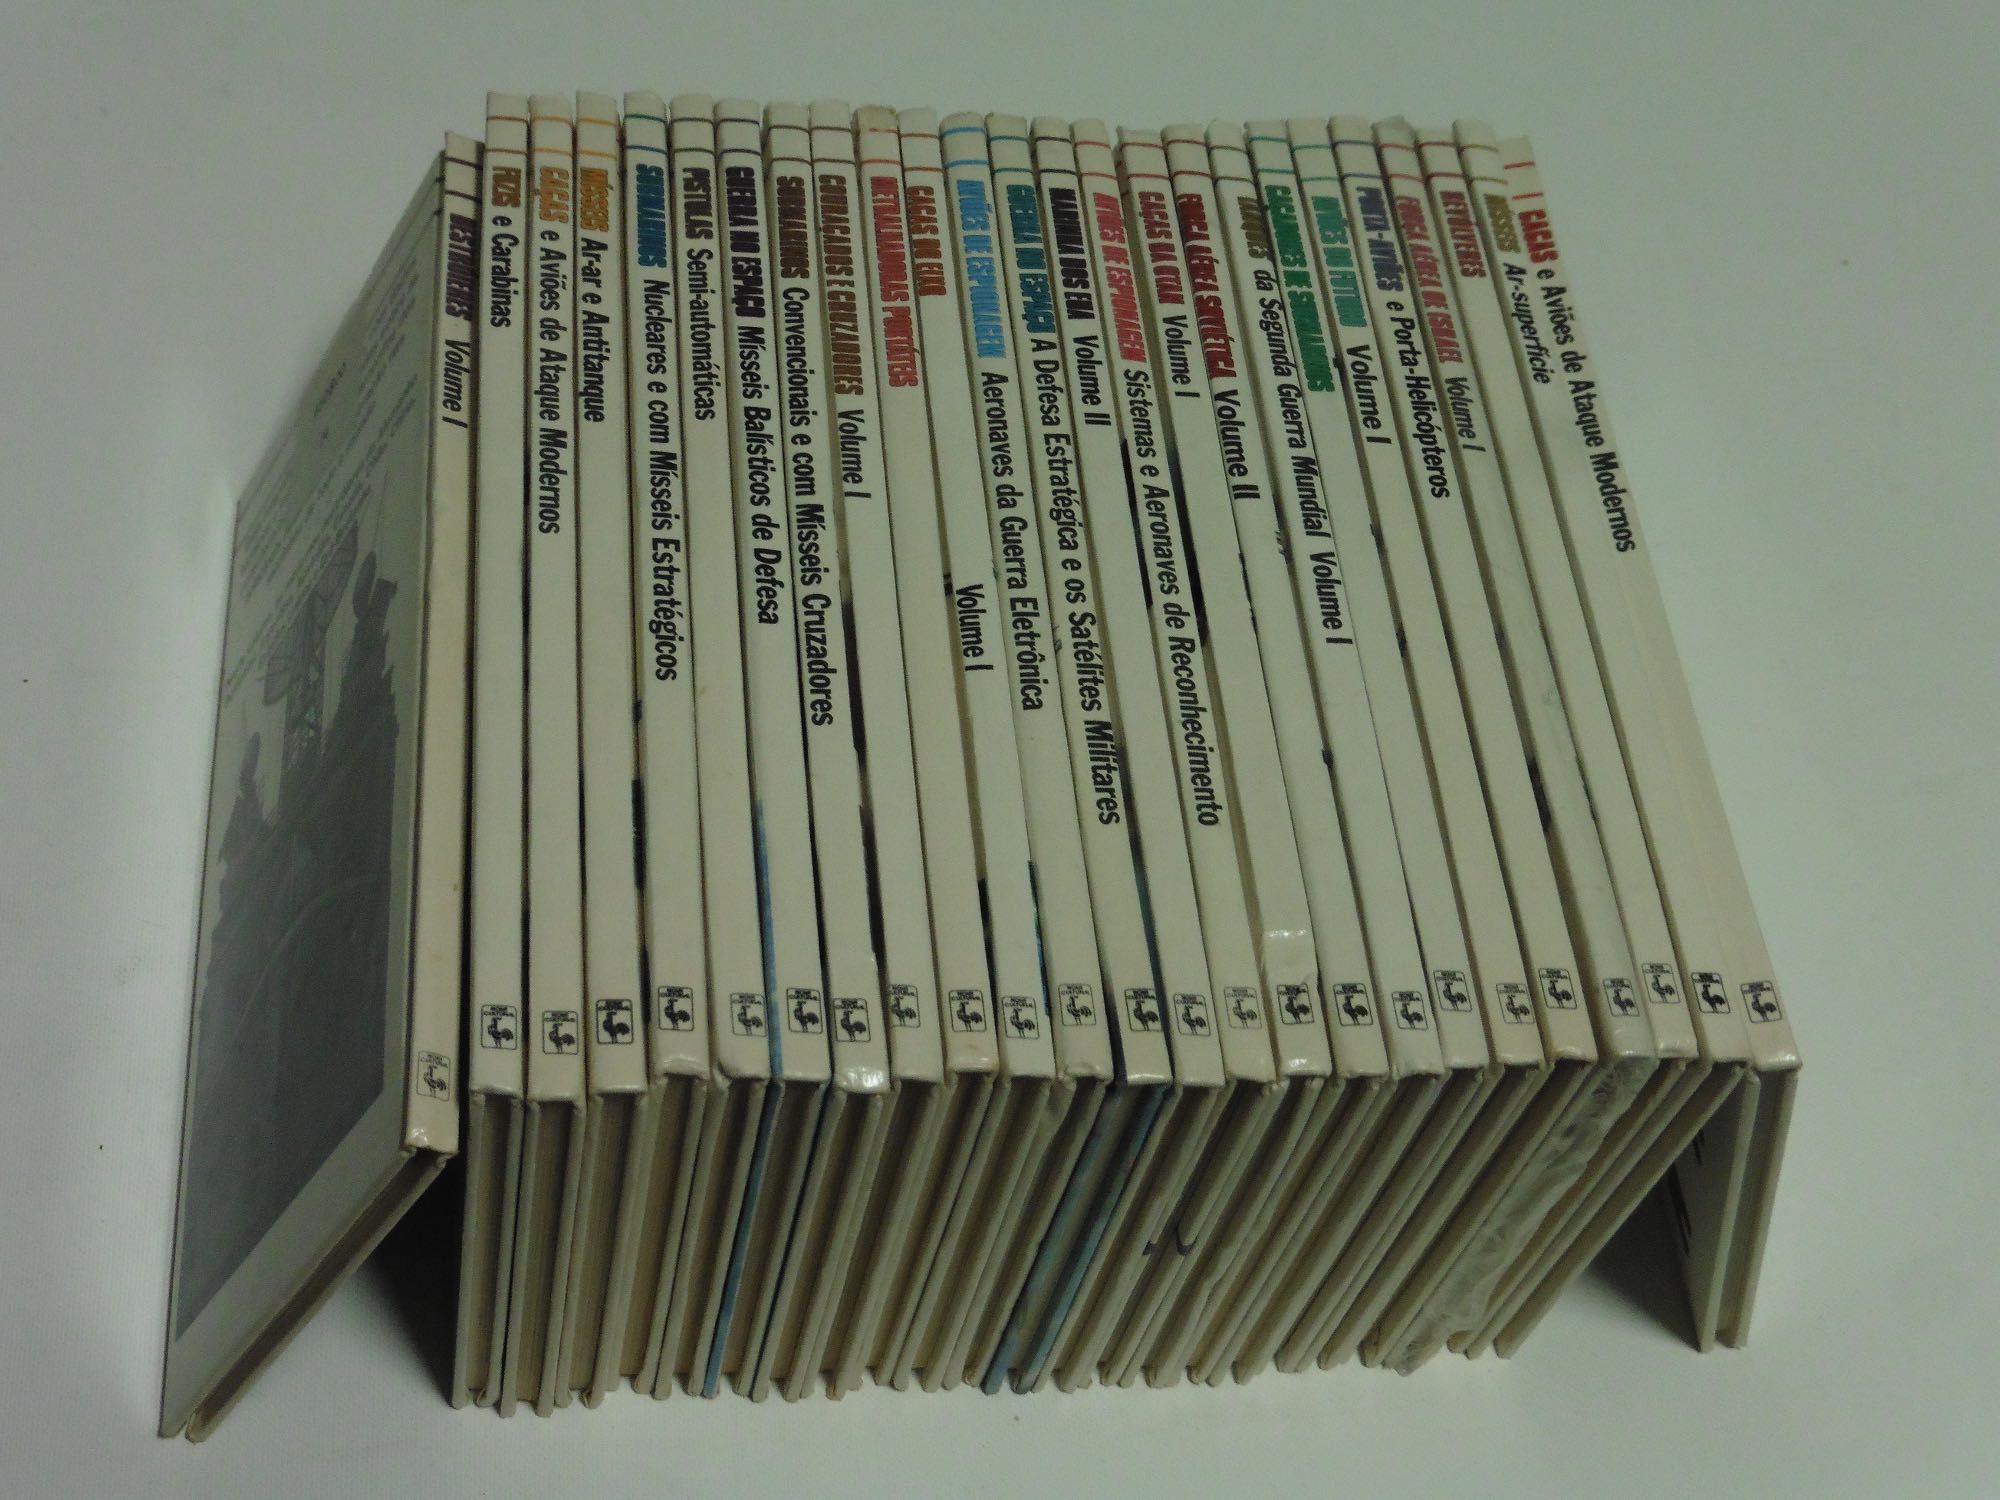 DESTRÓIERES Volume I
FUZIS e Carabinas
CAÇAS e Aviões de Ataque Modernos
MÍSSEIS Ar-ar e Antitanque
SUBMARINOS Nucleares e com Mísseis Estratégicos
PISTOLAS Semi-automáticas
GUERRA NO ESPAÇO Mísseis Balísticos de Defesa
SUBMARINOS Convencionais e com Mísseis Cruzadores
COURAÇADOS E CRUZADORES Volume I
METRALHADORAS PORTÁTEIS
CAÇAS DO EIXO Volume I
AVIÕES DE ESPIONAGEM Aeronaves da Guerra Eletrônica
GUERRA NO ESPAÇO A Defesa Estratégica e os Satélites Militares
MARINHA DOS EUA Volume II
AVIÕES DE ESPIONAGEM Sistemas e Aeronaves de Reconhecimento
CAÇAS DA OTAN Volume I
FORÇA AÉREA SOVIÉTICA Volume II
TANQUES da Segunda Guerra Mundial Volume I
CAÇADORES DE SUBMARINOS
AVIÕES DO FUTURO Volume I
PORTA-AVIÕES e Porta-Helicópteros
FORÇA AÉREA DE ISRAEL Volume I
REVÓLVERES
MÍSSEIS Ar-superfície
CAÇAS e Aviões de Ataque Modernos